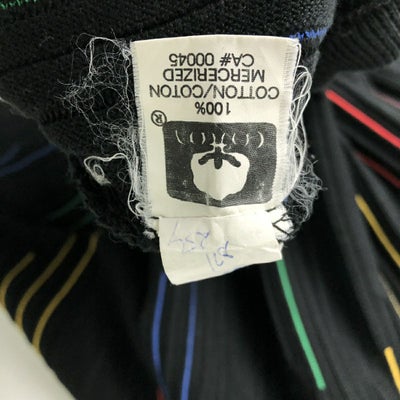 100%
COTTON/COTON
MERCERIZED
CA# 00045
®